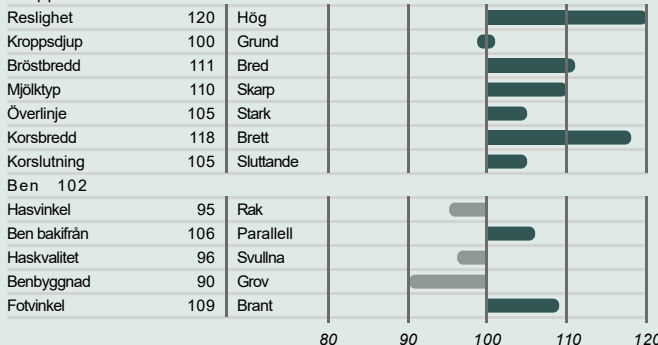 Reslighet 120 Hög
Kroppsdjup 100 Grund
Bröstbredd 111 Bred
Mjölktyp 110 Skarp
Överlinje 105 Stark
Korsbredd 118 Brett
Korslutning 105 Sluttande
Ben 102
Hasvinkel 95 Rak
Ben bakifrån 106 Parallell
Haskvalitet 96 Svullna
Benbyggnad 90 Grov
Fotvinkel 109 Brant
80 90 100 110 120